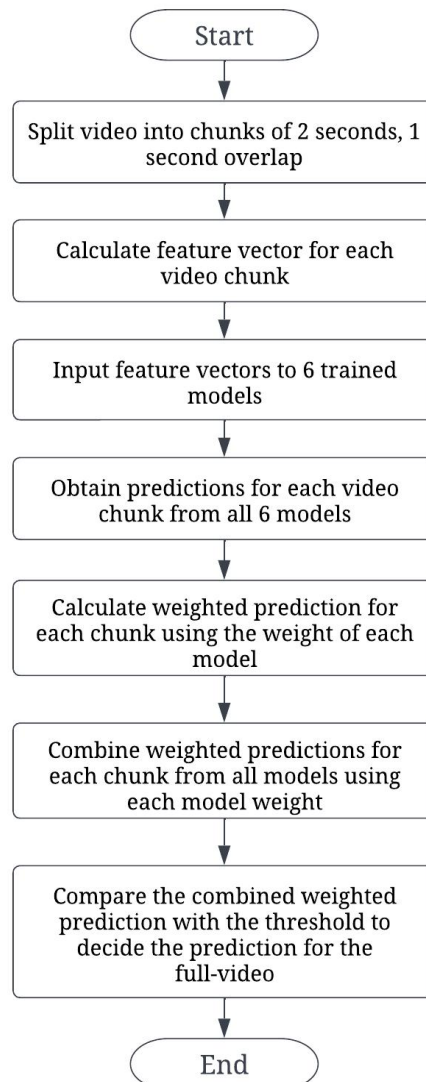 Start
Split video into chunks of 2 seconds, 1
second overlap
Calculate feature vector for each
video chunk
Input feature vectors to 6 trained
models
Obtain predictions for each video
chunk from all 6 models
Calculate weighted prediction for
each chunk using the weight of each
model
Combine weighted predictions for
each chunk from all models using
each model weight
Compare the combined weighted
prediction with the threshold to
decide the prediction for the
full-video
End